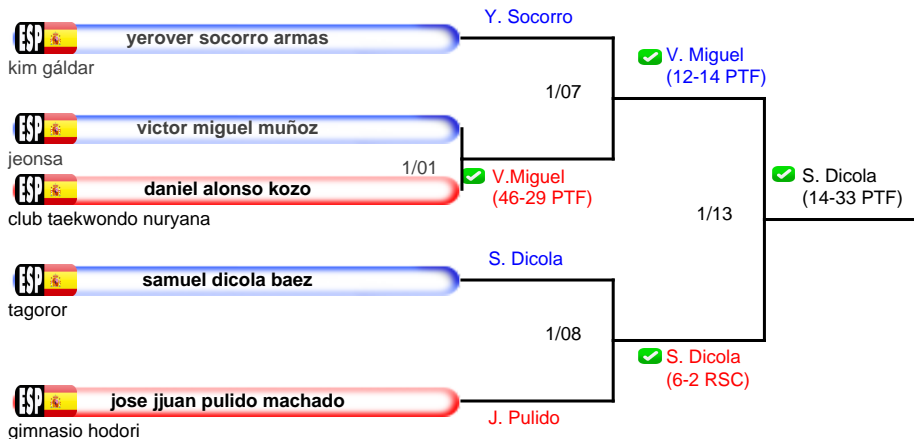 Y. Socorro
ESP yerover socorro armas
kim gáldar
V. Miguel
(12-14 PTF)
1/07
ESP victor miguel muñoz
jeonsa
1/01
ESP daniel alonso kozo
club taekwondo nuryana
V.Miguel
(46-29 PTF)
S. Dicola
(14-33 PTF)
1/13
S. Dicola
ESP samuel dicola baez
tagoror
1/08
S. Dicola
(6-2 RSC)
ESP jose jjuan pulido machado
gimnasio hodori
J. Pulido